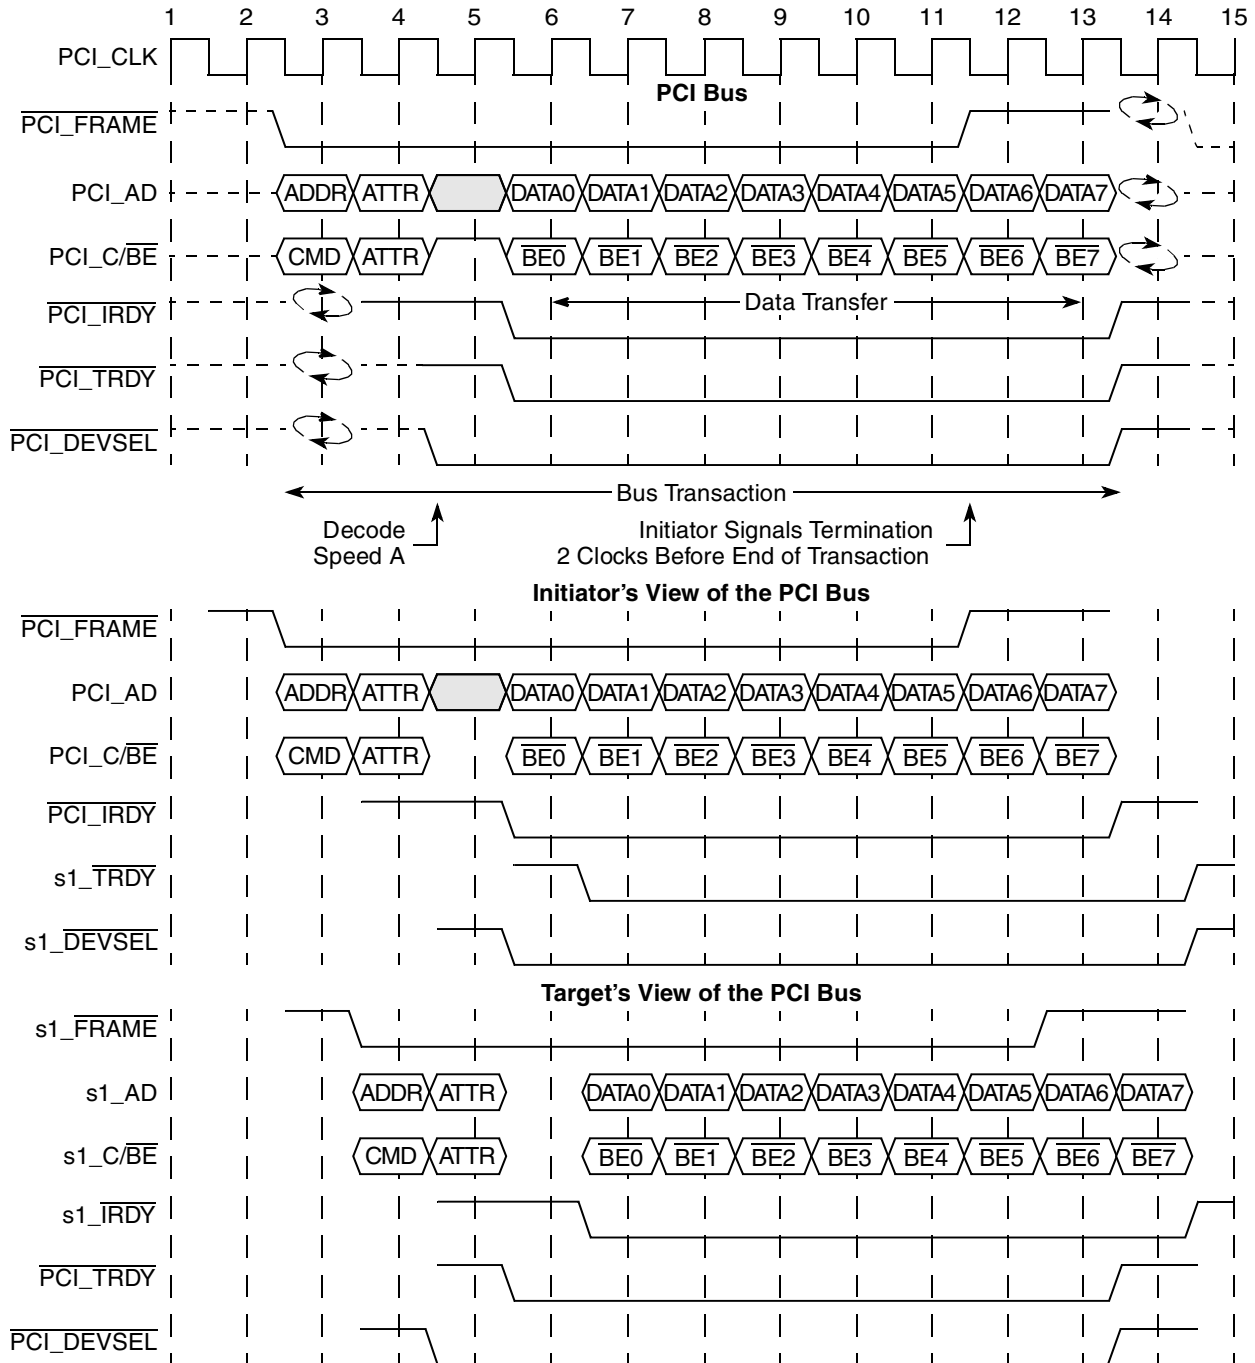 1 2 3 4 5 6 7 8 9 10 11 12 13 14 15
PCI_CLK
PCI Bus
PCI_FRAME
PCI_AD ADDR ATTR DATA0 DATA1 DATA2 DATA3 DATA4 DATA5 DATA6 DATA7
PCI_C/BE CMD ATTR BE0 BE1 BE2 BE3 BE4 BE5 BE6 BE7
PCI_IRDY Data Transfer
PCI_TRDY
PCI_DEVSEL
Bus Transaction
Decode
Speed A
Initiator Signals Termination
2 Clocks Before End of Transaction
Initiator's View of the PCI Bus
PCI_FRAME
PCI_AD ADDR ATTR DATA0 DATA1 DATA2 DATA3 DATA4 DATA5 DATA6 DATA7
PCI_C/BE CMD ATTR BE0 BE1 BE2 BE3 BE4 BE5 BE6 BE7
PCI_IRDY
s1_TRDY
s1_DEVSEL
Target's View of the PCI Bus
s1_FRAME
s1_AD ADDR ATTR DATA0 DATA1 DATA2 DATA3 DATA4 DATA5 DATA6 DATA7
s1_C/BE CMD ATTR BE0 BE1 BE2 BE3 BE4 BE5 BE6 BE7
s1_IRDY
PCI_TRDY
PCI_DEVSEL